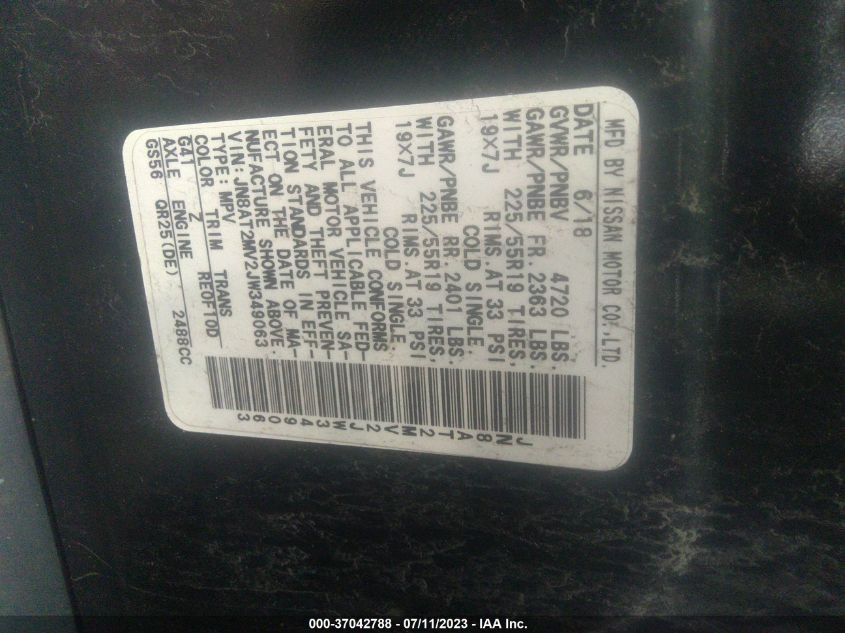 MFD BY NISSAN MOTOR CO.,LTD.
DATE 6/18
GVWR/PNBV 4720 LBS.
GAWR/PNBE FR. 2363 LBS.
WITH 225/55R19 TIRES,
19X7J RIMS.AT 33 PSI
COLD SINGLE.
GAWR/PNBE RR. 2401 LBS.
WITH 225/55R19 TIRES,
19X7J RIMS.AT 33 PSI
COLD SINGLE.
THIS VEHICLE CONFORMS
TO ALL APPLICABLE FED-
ERAL MOTOR VEHICLE SA-
FETY AND THEFT PREVEN-
TION STANDARDS IN EFF-
ECT ON THE DATE OF MA-
NUFACTURE SHOWN ABOVE.
VIN:JN8AT2MV2JW349063
TYPE: MPV
COLOR TRIM TRANS
G41 Z RE0F10D
AXLE ENGINE
GS56 QR25(DE) 2488CC
JN8AT2MV2JW349063
000-37042788 - 07/11/2023 - IAA Inc.